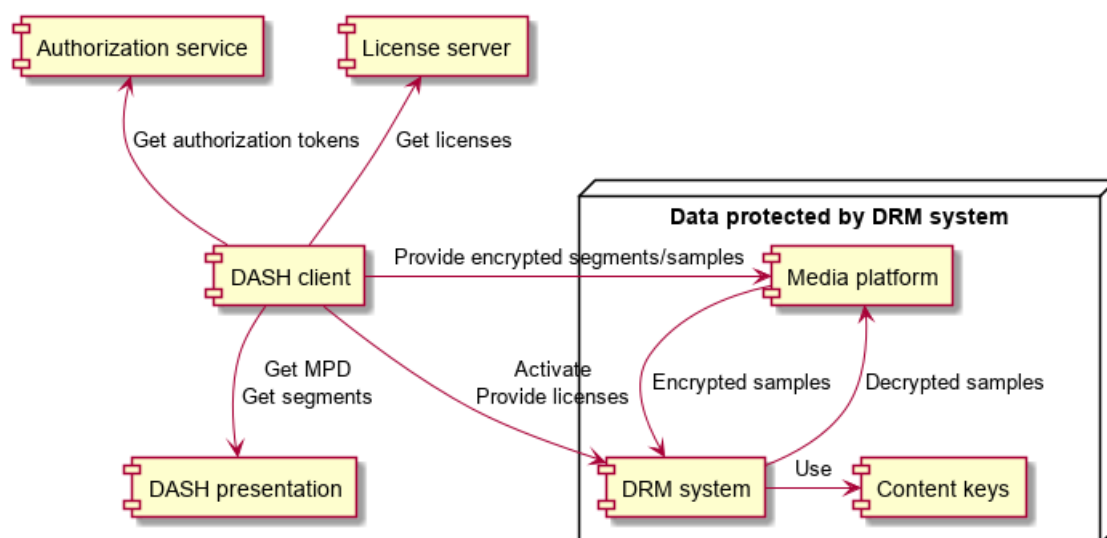 Authorization service
License server
Get authorization tokens
Get licenses
Data protected by DRM system
DASH client
Provide encrypted segments/samples
Media platform
Get MPD
Get segments
Activate
Provide licenses
Encrypted samples
Decrypted samples
DASH presentation
DRM system
Use
Content keys